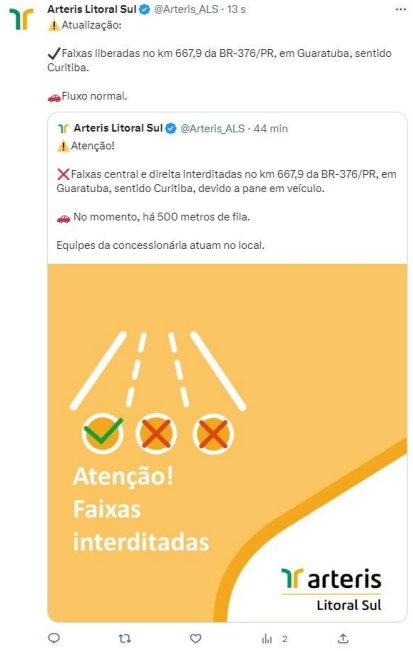 Arteris Litoral Sul @Arteris_ALS · 13 s
⚠️Atualização:
✔️Faixas liberadas no km 667,9 da BR-376/PR, em Guaratuba, sentido
Curitiba.
🚗Fluxo normal.
Arteris Litoral Sul @Arteris_ALS · 44 min
⚠️Atenção!
❌Faixas central e direita interditadas no km 667,9 da BR-376/PR, em
Guaratuba, sentido Curitiba, devido a pane em veículo.
🚗 No momento, há 500 metros de fila.
Equipes da concessionária atuam no local.
Atenção!
Faixas
interditadas
arteris
Litoral Sul
2